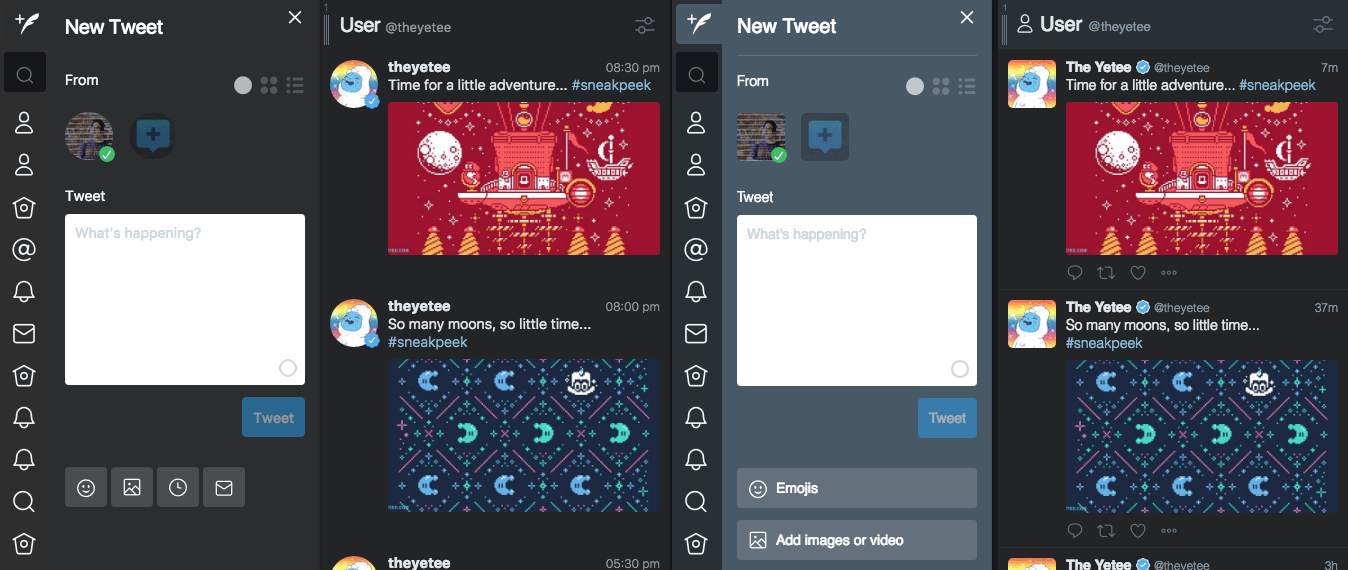 New Tweet
From
Tweet
What's happening?
Tweet
1
User @theyetee
theyetee 08:30 pm
Time for a little adventure... #sneakpeek
theyetee 08:00 pm
So many moons, so little time...
#sneakpeek
theyetee 05:30 pm
New Tweet
From
Tweet
What's happening?
Tweet
Emojis
Add images or video
1
User @theyetee
The Yetee @theyetee 7m
Time for a little adventure... #sneakpeek
The Yetee @theyetee 37m
So many moons, so little time...
#sneakpeek
The Yetee @theyetee 3h